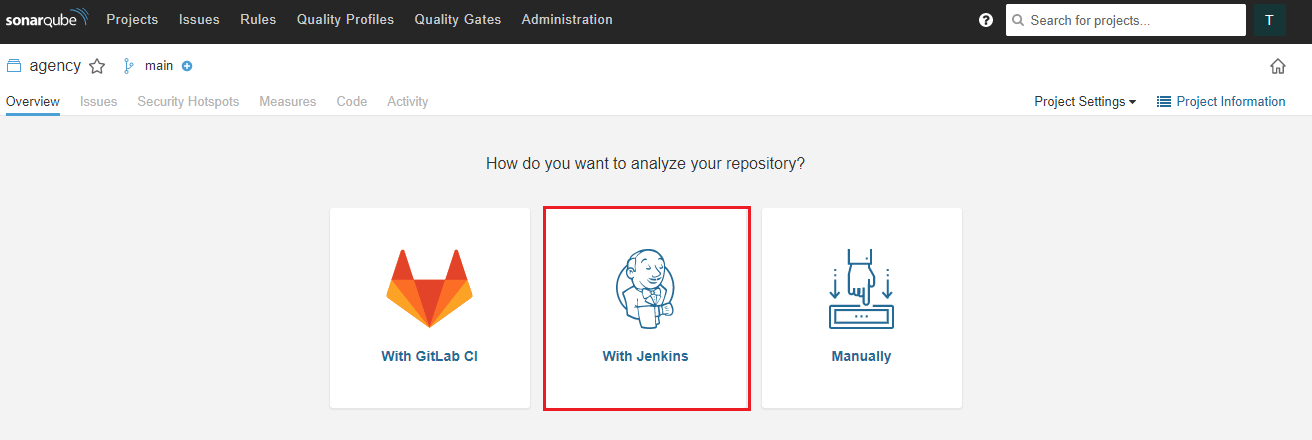 sonarqube Projects Issues Rules Quality Profiles Quality Gates Administration ? Search for projects... T
agency main
Overview Issues Security Hotspots Measures Code Activity Project Settings Project Information
How do you want to analyze your repository?
With GitLab CI With Jenkins Manually